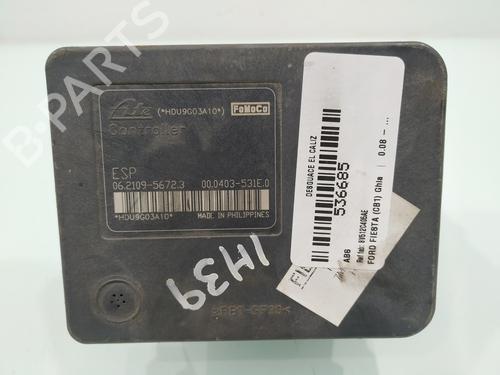 Ate (*HDU9G03A10*) FoMoCo
Controller
ESP
06.2109-5672.3 00.0403-531E.0
*HDU9G03A10* MADE IN PHILIPPINES
1H39
DESGUACE EL CALIZ
536685
ABS
FORD FIESTA (CB1) Ghia | 0.08 - ...
B-PARTS